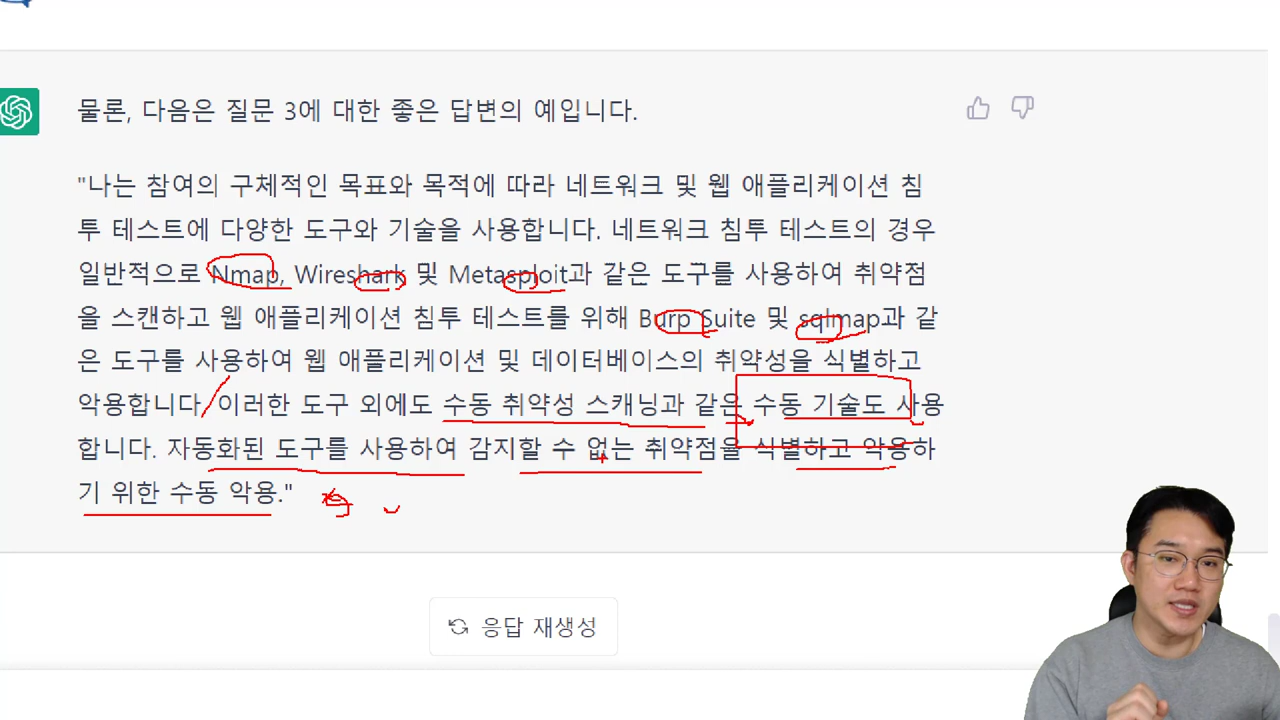 물론, 다음은 질문 3에 대한 좋은 답변의 예입니다.
"나는 참여의 구체적인 목표와 목적에 따라 네트워크 및 웹 애플리케이션 침
투 테스트에 다양한 도구와 기술을 사용합니다. 네트워크 침투 테스트의 경우
일반적으로 Nmap, Wireshark 및 Metasploit과 같은 도구를 사용하여 취약점
을 스캔하고 웹 애플리케이션 침투 테스트를 위해 Burp Suite 및 sqlmap과 같
은 도구를 사용하여 웹 애플리케이션 및 데이터베이스의 취약성을 식별하고
악용합니다. 이러한 도구 외에도 수동 취약성 스캐닝과 같은 수동 기술도 사용
합니다. 자동화된 도구를 사용하여 감지할 수 없는 취약점을 식별하고 악용하
기 위한 수동 악용."
응답 재생성